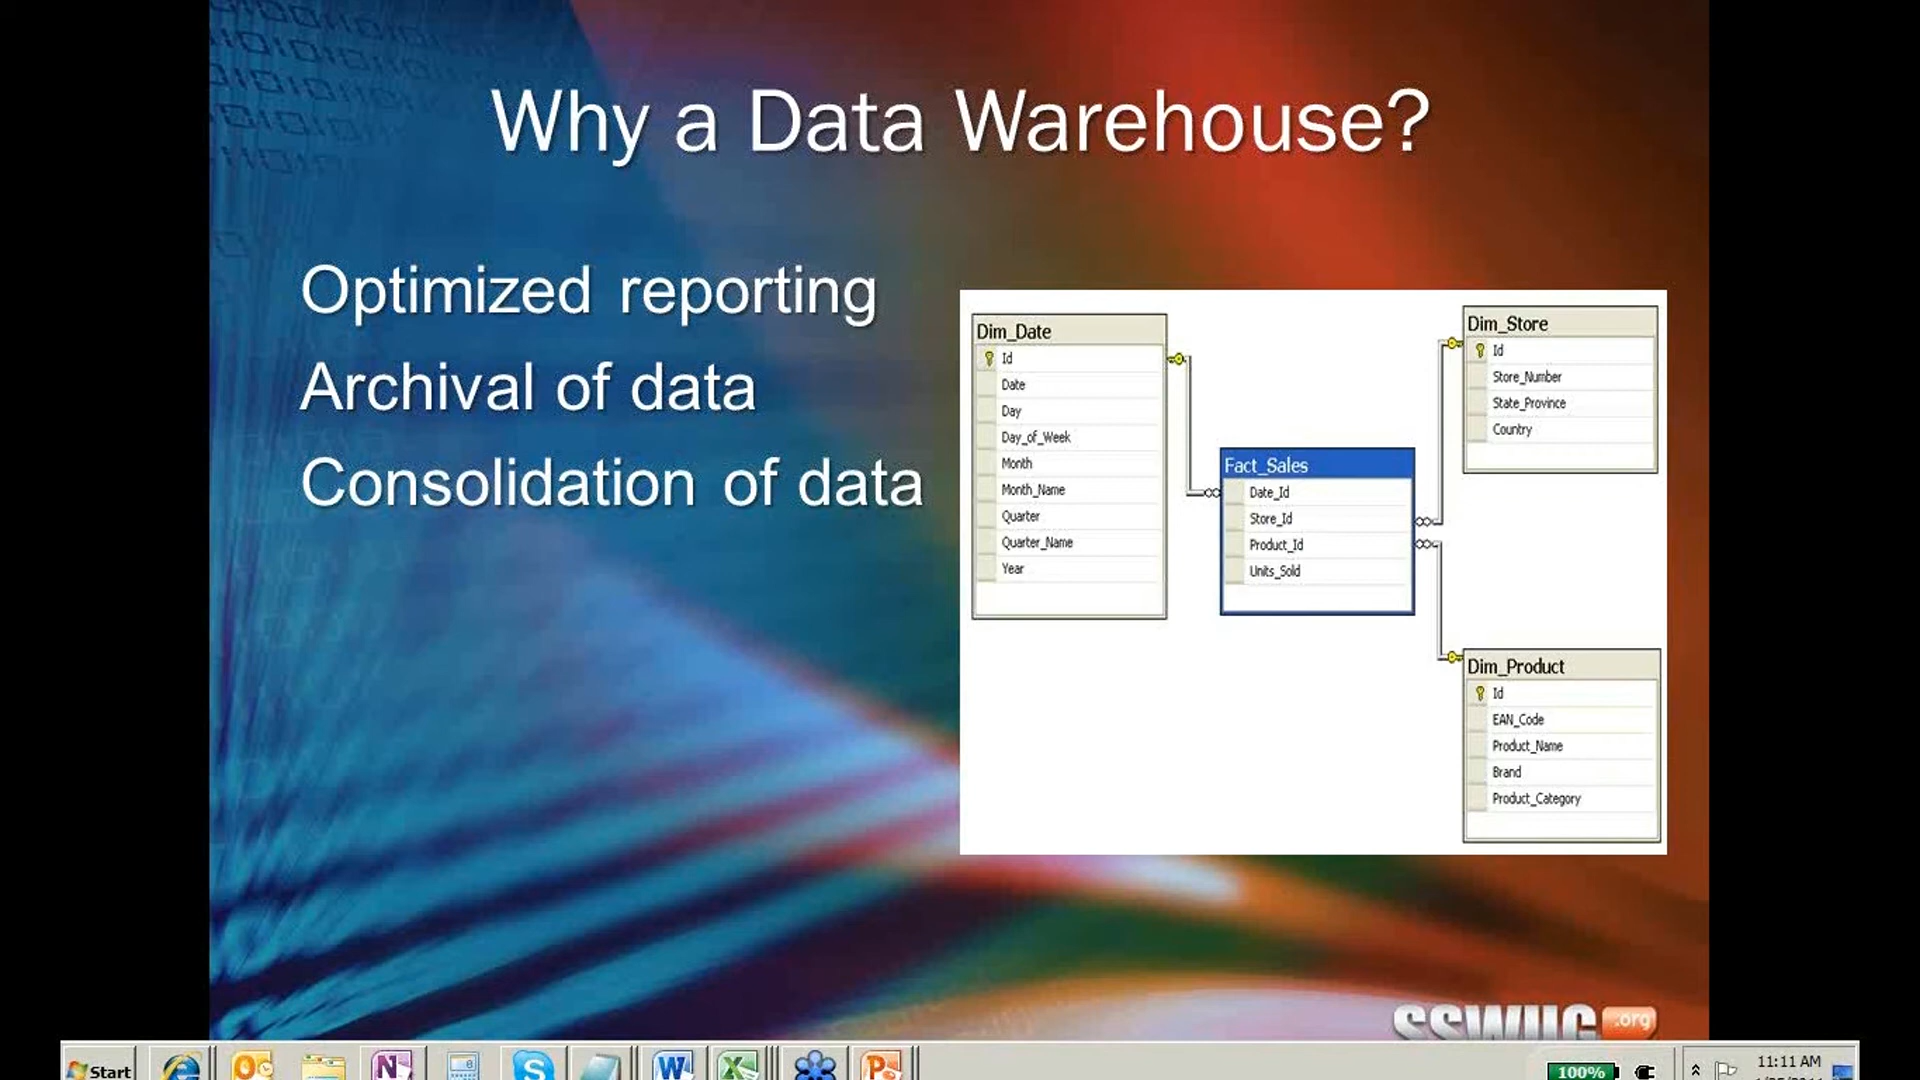 Why a Data Warehouse?
Optimized reporting
Archival of data
Consolidation of data
Dim_Date
Id
Date
Day
Day_of_Week
Month
Month_Name
Quarter
Quarter_Name
Year
Fact_Sales
Date_Id
Store_Id
Product_Id
Units_Sold
Dim_Store
Id
Store_Number
State_Province
Country
Dim_Product
Id
EAN_Code
Product_Name
Brand
Product_Category
SSWUG.org
Start
100%
11:11 AM